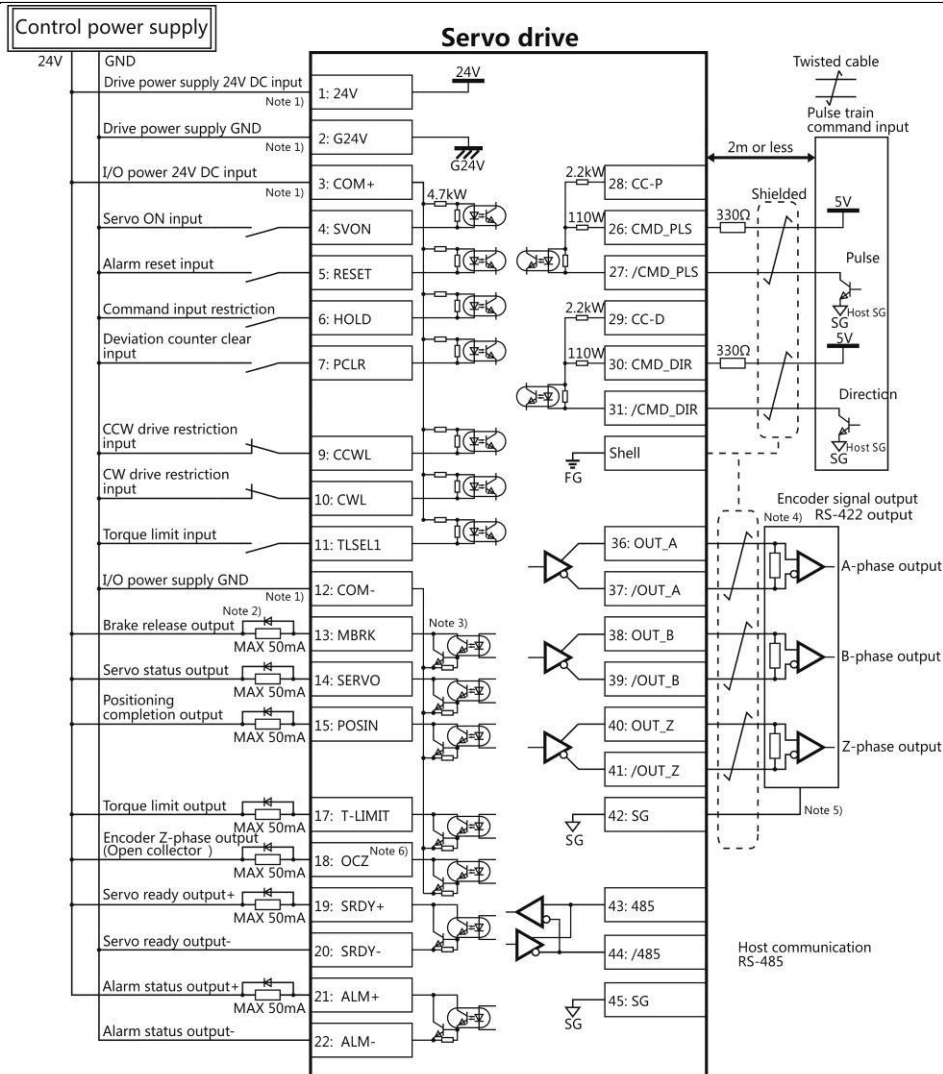 Control power supply
Servo drive
24V
GND
Drive power supply 24V DC input
Note 1)
1: 24V
24V
Drive power supply GND
Note 1)
2: G24V
G24V
I/O power 24V DC input
Note 1)
3: COM+
4.7kW
Servo ON input
4: SVON
Alarm reset input
5: RESET
Command input restriction
6: HOLD
Deviation counter clear
input
7: PCLR
CCW drive restriction
input
9: CCWL
CW drive restriction
input
10: CWL
Torque limit input
11: TLSEL1
I/O power supply GND
Note 1)
12: COM-
Note 2)
Brake release output
MAX 50mA
13: MBRK
Note 3)
Servo status output
MAX 50mA
14: SERVO
Positioning
completion output
MAX 50mA
15: POSIN
Torque limit output
MAX 50mA
17: T-LIMIT
Encoder Z-phase output
(Open collector )
MAX 50mA
18: OCZ
Note 6)
Servo ready output+
MAX 50mA
19: SRDY+
Servo ready output-
20: SRDY-
Alarm status output+
MAX 50mA
21: ALM+
Alarm status output-
22: ALM-
Twisted cable
Pulse train
command input
2m or less
2.2kW
28: CC-P
Shielded
110W
26: CMD_PLS
330Ω
5V
27: /CMD_PLS
Pulse
SG
Host SG
2.2kW
29: CC-D
5V
110W
30: CMD_DIR
330Ω
31: /CMD_DIR
Direction
SG
Host SG
Shell
FG
Encoder signal output
RS-422 output
Note 4)
36: OUT_A
37: /OUT_A
A-phase output
38: OUT_B
39: /OUT_B
B-phase output
40: OUT_Z
41: /OUT_Z
Z-phase output
42: SG
SG
Note 5)
43: 485
44: /485
Host communication
RS-485
45: SG
SG